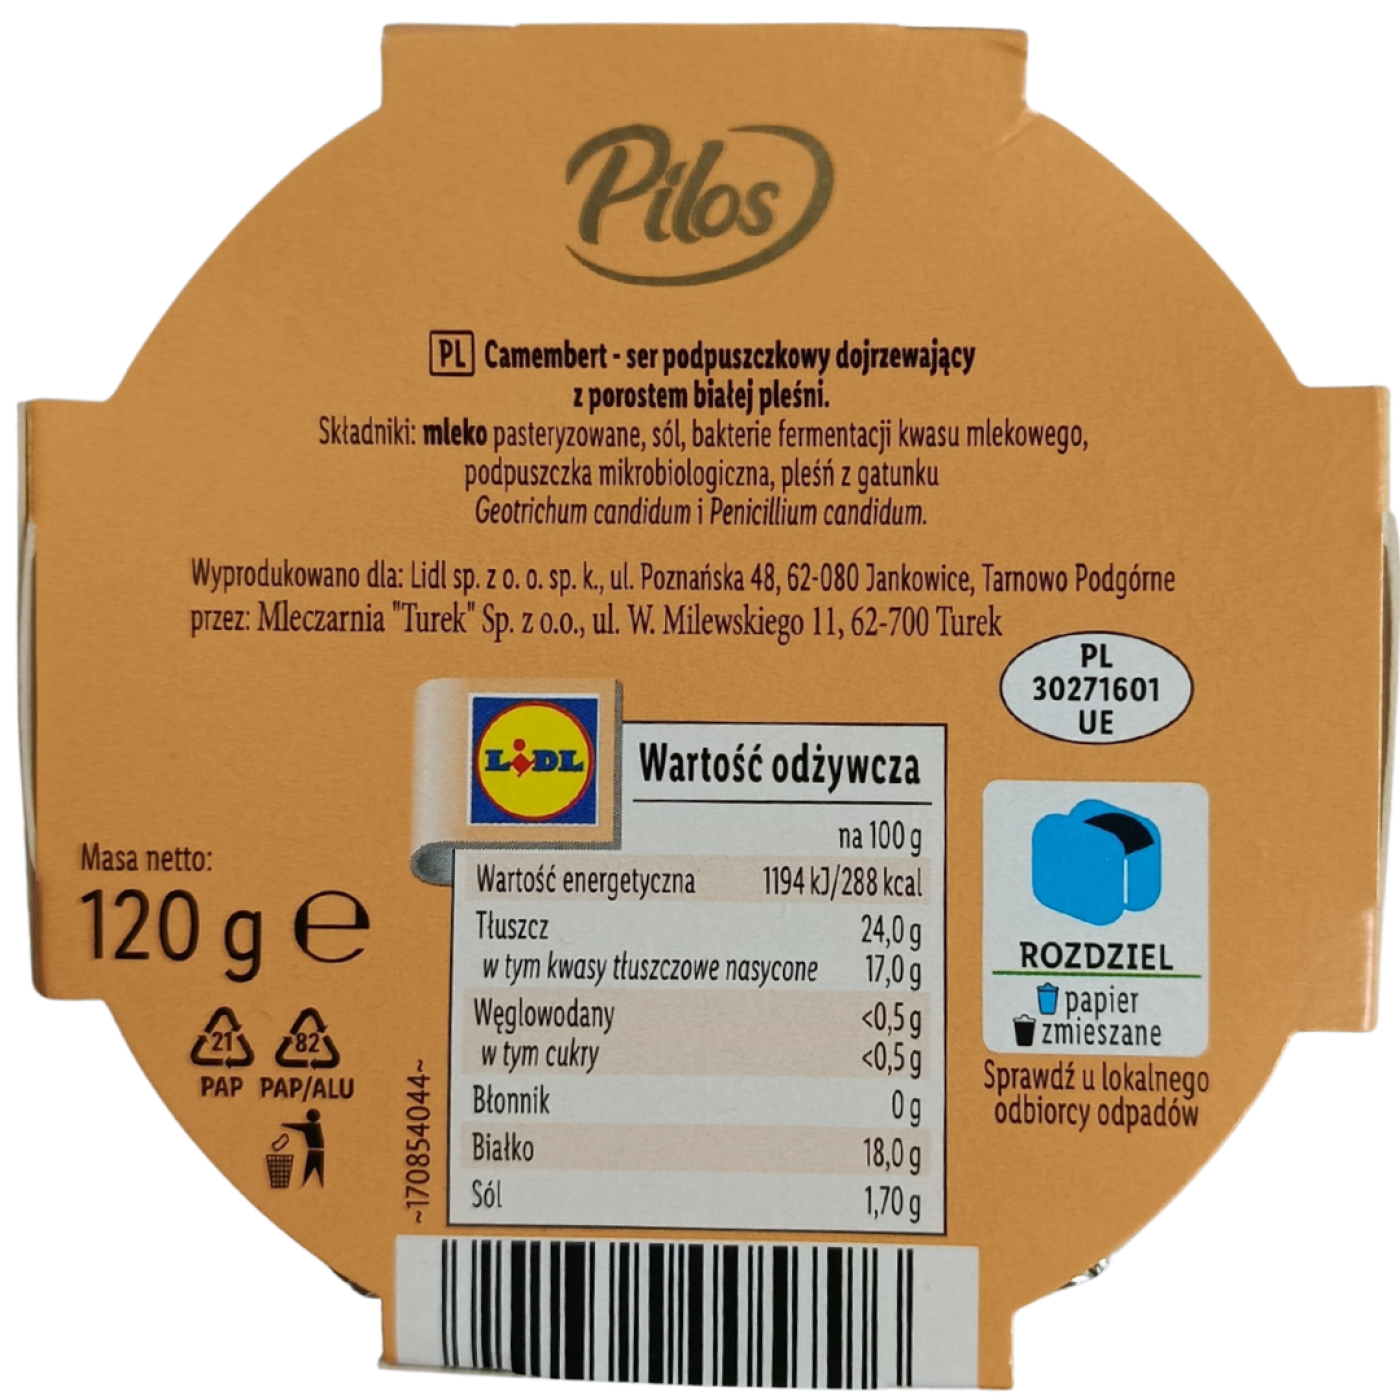 Pilos
PL Camembert - ser podpuszczkowy dojrzewający
z porostem białej pleśni.
Składniki: mleko pasteryzowane, sól, bakterie fermentacji kwasu mlekowego,
podpuszczka mikrobiologiczna, pleśń z gatunku
Geotrichum candidum i Penicillium candidum.
Wyprodukowano dla: Lidl sp. z o. o. sp. k., ul. Poznańska 48, 62-080 Jankowice, Tarnowo Podgórne
przez: Mleczarnia "Turek" Sp. z o.o., ul. W. Milewskiego 11, 62-700 Turek
PL
30271601
UE
LIDL
Wartość odżywcza
na 100 g
Wartość energetyczna 1194 kJ/288 kcal
Tłuszcz 24,0 g
w tym kwasy tłuszczowe nasycone 17,0 g
Węglowodany <0,5 g
w tym cukry <0,5 g
Błonnik 0 g
Białko 18,0 g
Sól 1,70 g
Masa netto:
120 g e
21 82
PAP PAP/ALU
~170854044~
ROZDZIEL
papier
zmieszane
Sprawdź u lokalnego
odbiorcy odpadów